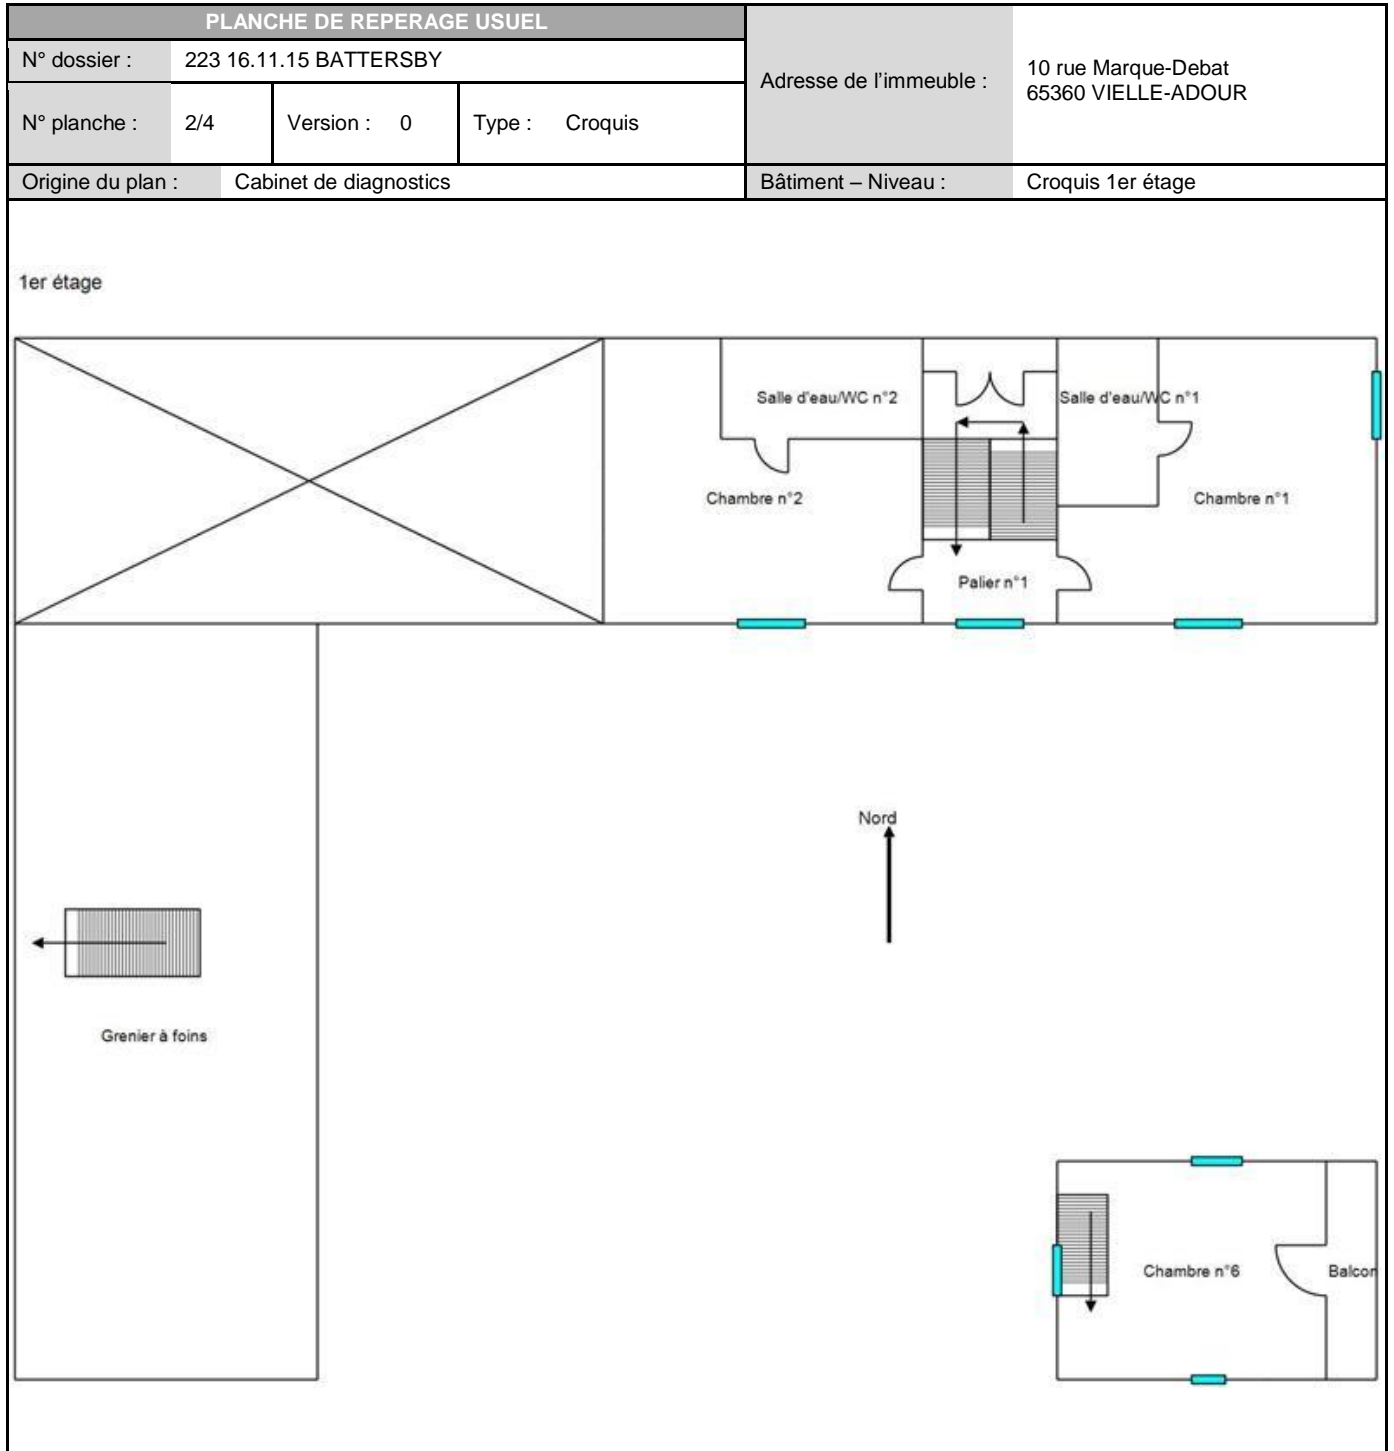 PLANCHE DE REPERAGE USUEL
N° dossier : 223 16.11.15 BATTERSBY
Adresse de l'immeuble :
10 rue Marque-Debat
65360 VIELLE-ADOUR
N° planche : 2/4 Version : 0 Type : Croquis
Origine du plan : Cabinet de diagnostics
Bâtiment – Niveau : Croquis 1er étage
1er étage
Salle d'eau/WC n°2
Salle d'eau/WC n°1
Chambre n°2
Chambre n°1
Palier n°1
Nord
Grenier à foins
Chambre n°6
Balcon